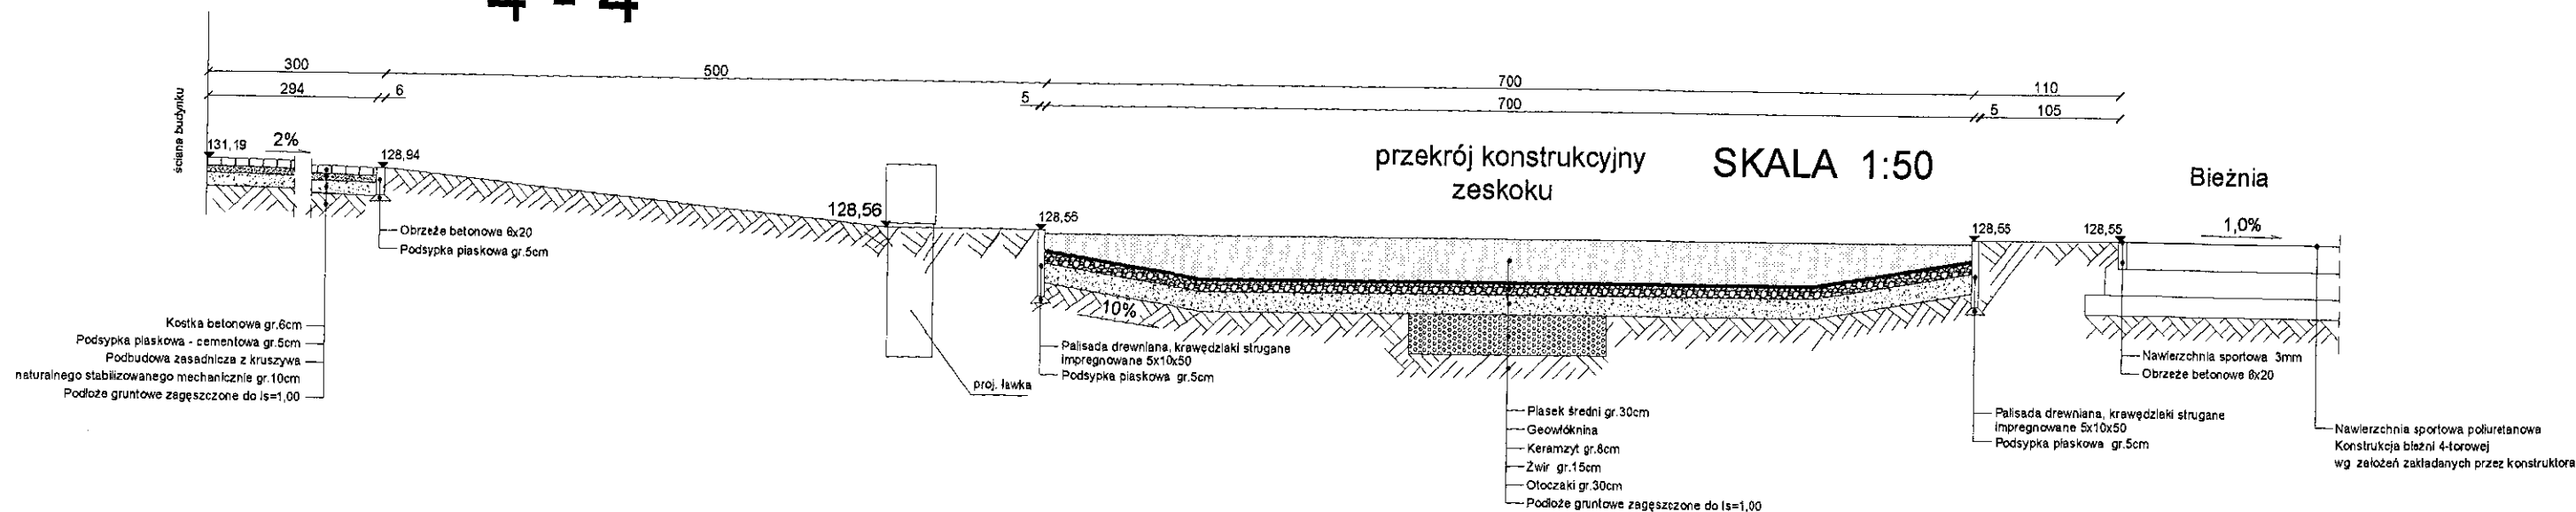 4 - 4
300
500
700
110
294
6
5
700
5
105
ściana budynku
131,19
2%
128,94
128,56
128,56
przekrój konstrukcyjny
zeskoku
SKALA 1:50
Bieżnia
128,55
128,55
1,0%
Obrzeże betonowe 6x20
Podsypka piaskowa gr.5cm
Kostka betonowa gr.6cm
Podsypka piaskowa - cementowa gr.5cm
Podbudowa zasadnicza z kruszywa
naturalnego stabilizowanego mechanicznie gr.10cm
Podłoże gruntowe zagęszczone do Is=1,00
proj. ławka
10%
Palisada drewniana, krawędziaki strugane
impregnowane 5x10x50
Podsypka piaskowa gr.5cm
Piasek średni gr.30cm
Geowłóknina
Keramzyt gr.8cm
Żwir gr.15cm
Otoczaki gr.30cm
Podłoże gruntowe zagęszczone do Is=1,00
Palisada drewniana, krawędziaki strugane
impregnowane 5x10x50
Podsypka piaskowa gr.5cm
Nawierzchnia sportowa 3mm
Obrzeże betonowe 6x20
Nawierzchnia sportowa poliuretanowa
Konstrukcja bieżni 4-torowej
wg założeń zakładanych przez konstruktora